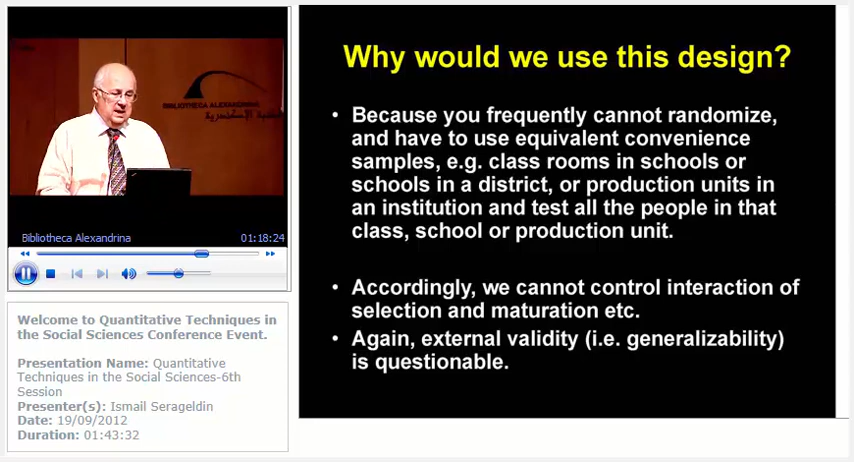 BIBLIOTHECA ALEXANDRINA
مكتبة الإسكندرية
Bibliotheca Alexandrina
01:18:24
Welcome to Quantitative Techniques in
the Social Sciences Conference Event.
Presentation Name: Quantitative
Techniques in the Social Sciences-6th
Session
Presenter(s): Ismail Serageldin
Date: 19/09/2012
Duration: 01:43:32
Why would we use this design?
• Because you frequently cannot randomize,
and have to use equivalent convenience
samples, e.g. class rooms in schools or
schools in a district, or production units in
an institution and test all the people in that
class, school or production unit.
• Accordingly, we cannot control interaction of
selection and maturation etc.
• Again, external validity (i.e. generalizability)
is questionable.